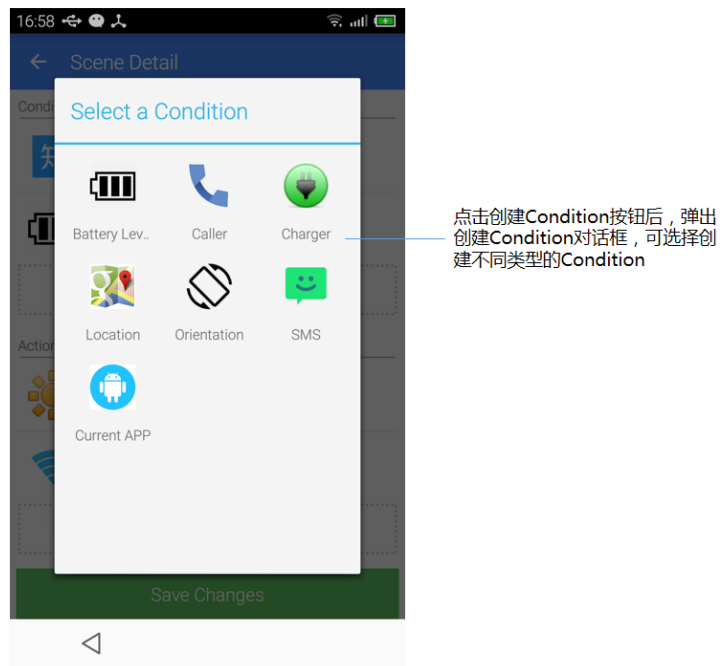 16:58
Scene Detail
Condi
Select a Condition
知
Battery Lev..
Caller
Charger
Location
Orientation
SMS
Action
Current APP
Save Changes
点击创建Condition按钮后，弹出
创建Condition对话框，可选择创
建不同类型的Condition